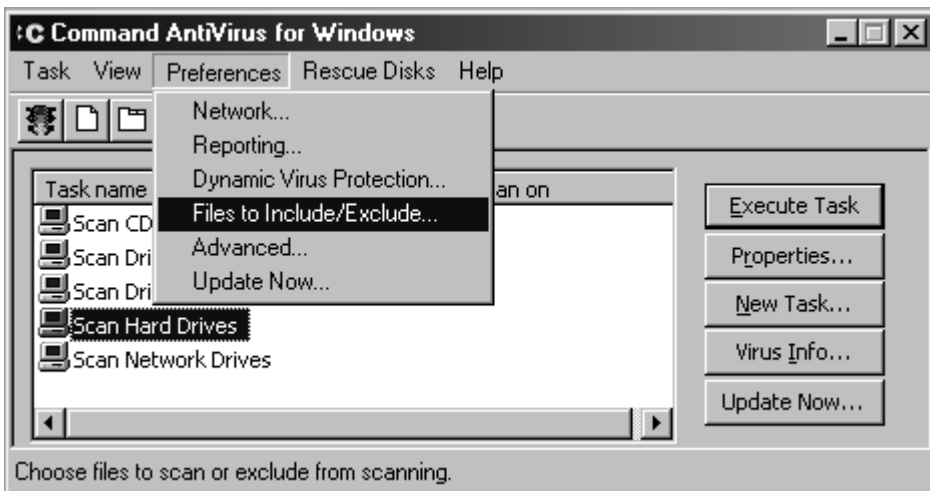 Command AntiVirus for Windows
Task View Preferences Rescue Disks Help
Network...
Reporting...
Dynamic Virus Protection...
Files to Include/Exclude...
Advanced...
Update Now...
Task name an on
Scan CD
Scan Dri
Scan Dri
Scan Hard Drives
Scan Network Drives
Execute Task
Properties...
New Task...
Virus Info...
Update Now...
Choose files to scan or exclude from scanning.